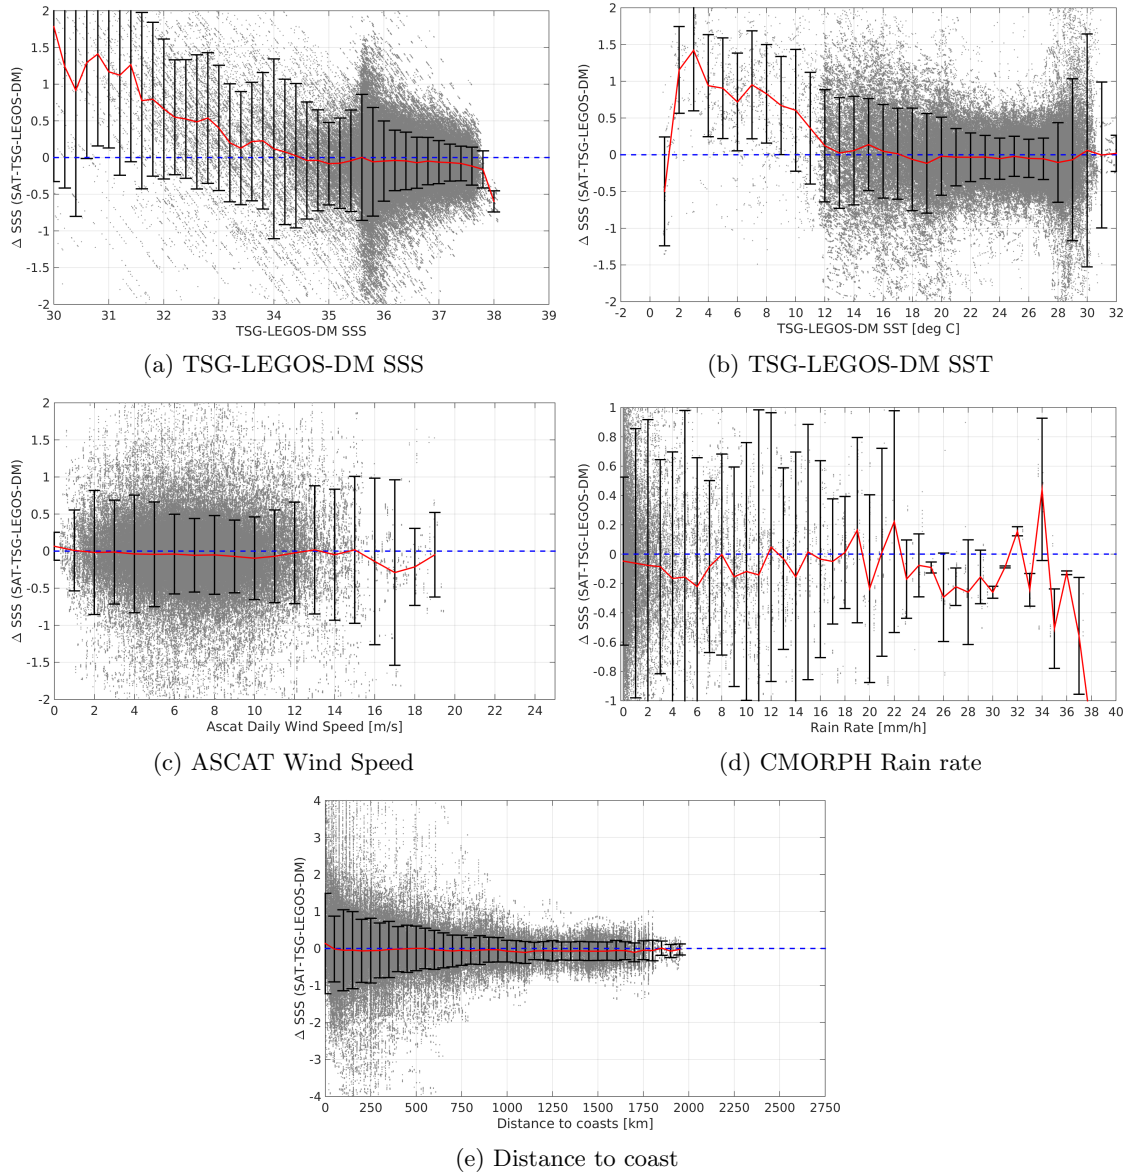 2
1.5
1
0.5
0
-0.5
-1
-1.5
-2
Δ SSS (SAT-TSG-LEGOS-DM)
30 31 32 33 34 35 36 37 38 39
TSG-LEGOS-DM SSS
(a) TSG-LEGOS-DM SSS
2
1.5
1
0.5
0
-0.5
-1
-1.5
-2
Δ SSS (SAT-TSG-LEGOS-DM)
-2 0 2 4 6 8 10 12 14 16 18 20 22 24 26 28 30 32
TSG-LEGOS-DM SST [deg C]
(b) TSG-LEGOS-DM SST
2
1.5
1
0.5
0
-0.5
-1
-1.5
-2
Δ SSS (SAT-TSG-LEGOS-DM)
0 2 4 6 8 10 12 14 16 18 20 22 24
Ascat Daily Wind Speed [m/s]
(c) ASCAT Wind Speed
1
0.8
0.6
0.4
0.2
0
-0.2
-0.4
-0.6
-0.8
-1
Δ SSS (SAT-TSG-LEGOS-DM)
0 2 4 6 8 10 12 14 16 18 20 22 24 26 28 30 32 34 36 38 40
Rain Rate [mm/h]
(d) CMORPH Rain rate
4
3
2
1
0
-1
-2
-3
-4
Δ SSS (SAT-TSG-LEGOS-DM)
0 250 500 750 1000 1250 1500 1750 2000 2250 2500 2750
Distance to coasts [km]
(e) Distance to coast